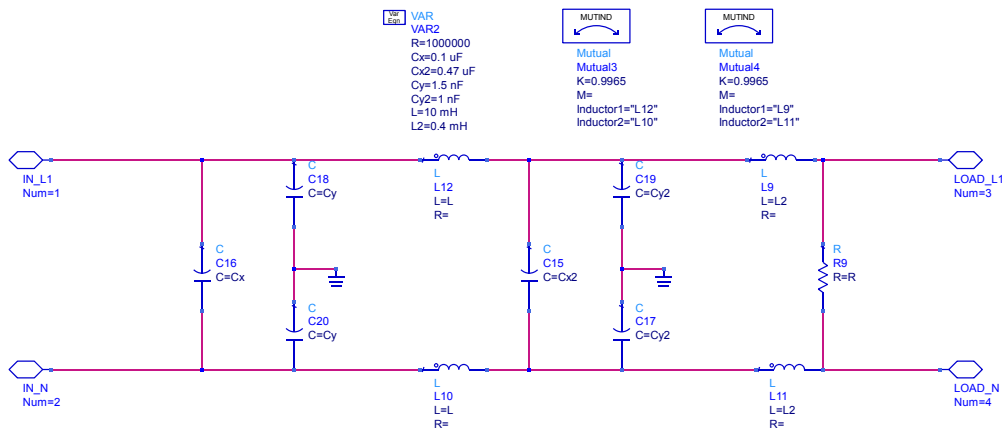 Var
Eqn
VAR
VAR2
R=1000000
Cx=0.1 uF
Cx2=0.47 uF
Cy=1.5 nF
Cy2=1 nF
L=10 mH
L2=0.4 mH
MUTIND
Mutual
Mutual3
K=0.9965
M=
Inductor1="L12"
Inductor2="L10"
MUTIND
Mutual
Mutual4
K=0.9965
M=
Inductor1="L9"
Inductor2="L11"
IN_L1
Num=1
C
C18
C=Cy
L
L12
L=L
R=
C
C19
C=Cy2
L
L9
L=L2
R=
LOAD_L1
Num=3
C
C16
C=Cx
C
C15
C=Cx2
R
R9
R=R
C
C20
C=Cy
C
C17
C=Cy2
IN_N
Num=2
L
L10
L=L
R=
L
L11
L=L2
R=
LOAD_N
Num=4